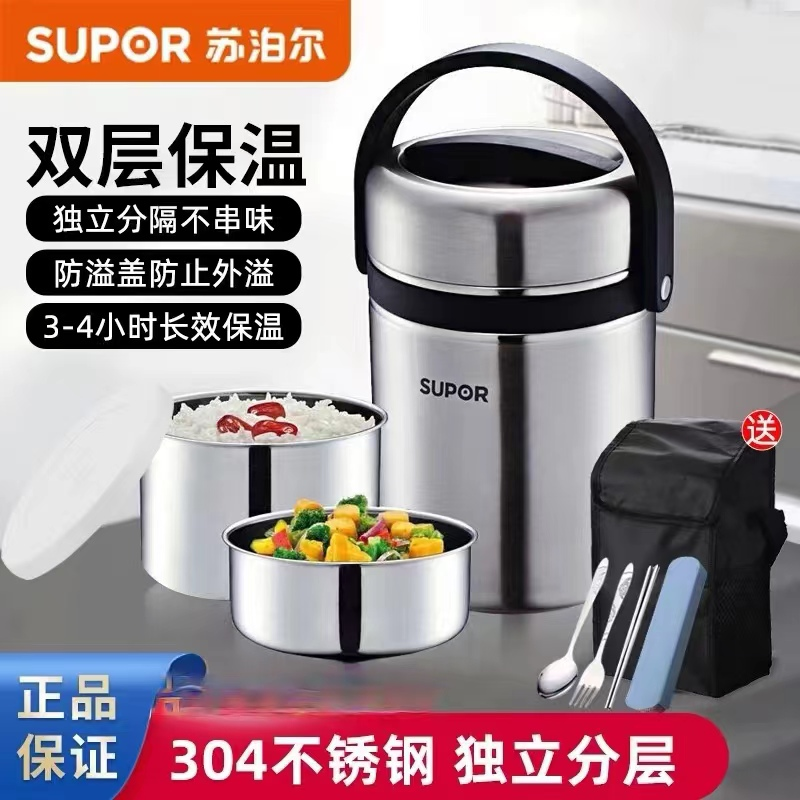 SUPOR 苏泊尔
双层保温
独立分隔不串味
防溢盖防止外溢
3-4小时长效保温
SUPOR
送
正品
保证
304不锈钢 独立分层